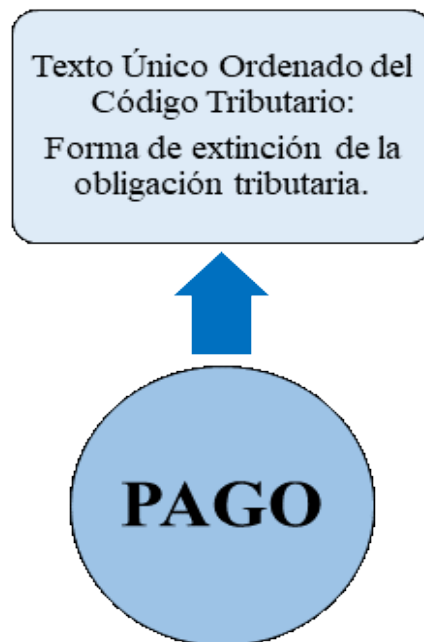 Texto Único Ordenado del
Código Tributario:
Forma de extinción de la
obligación tributaria.
PAGO